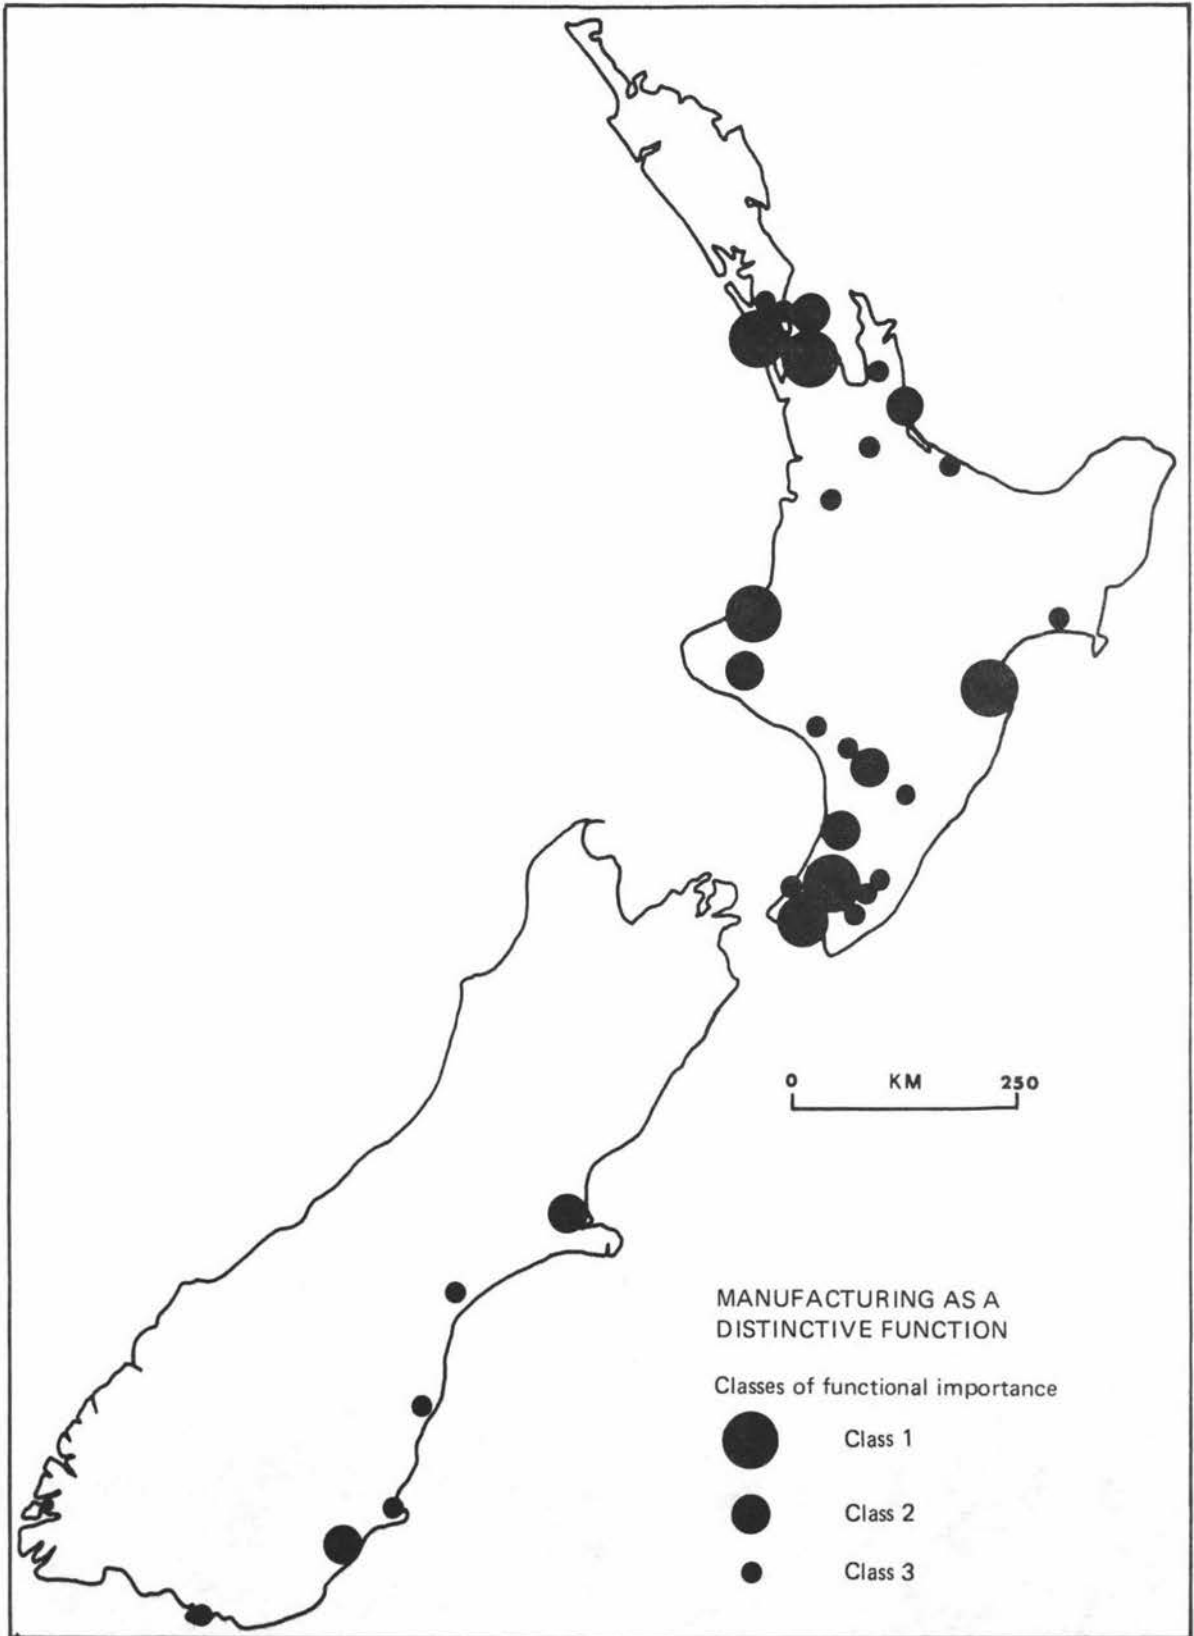 0 KM 250
MANUFACTURING AS A
DISTINCTIVE FUNCTION
Classes of functional importance
Class 1
Class 2
Class 3